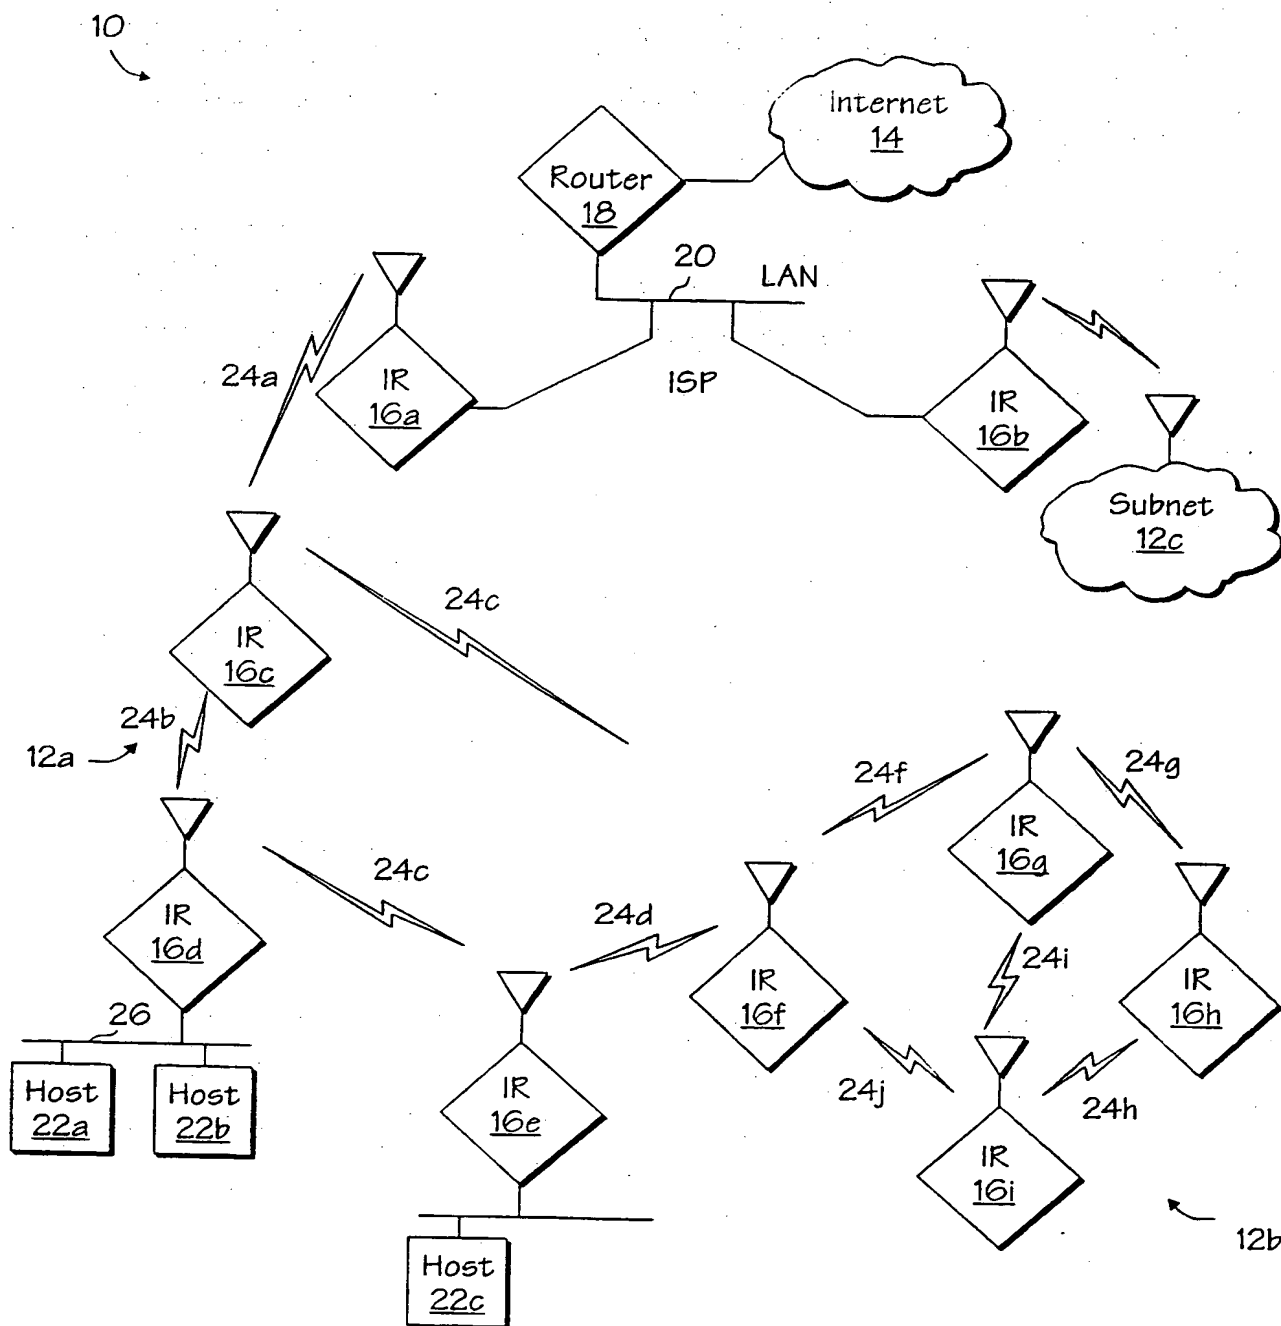 10
Internet
14
Router
18
20
LAN
24a
IR
16a
ISP
IR
16b
Subnet
12c
24c
IR
16c
24b
12a
24f
24g
IR
16g
24c
IR
16d
24d
IR
16f
24i
IR
16h
26
Host
22a
Host
22b
IR
16e
24j
24h
IR
16i
12b
Host
22c